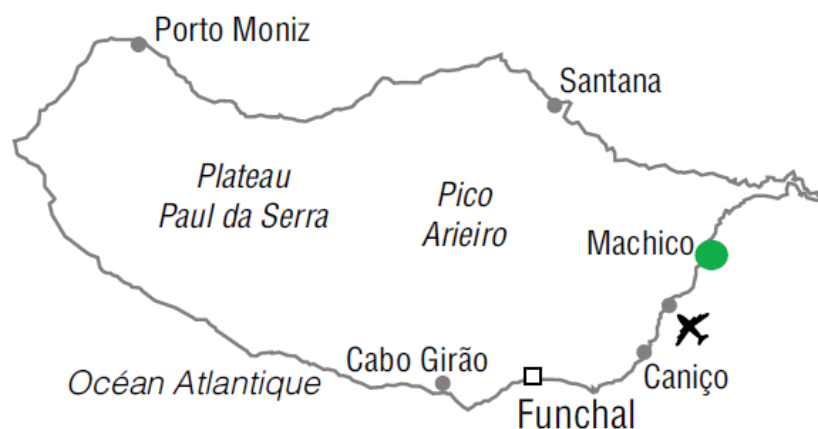 Porto Moniz
Santana
Plateau
Paul da Serra
Pico
Arieiro
Machico
Cabo Girão
Caniço
Océan Atlantique
Funchal